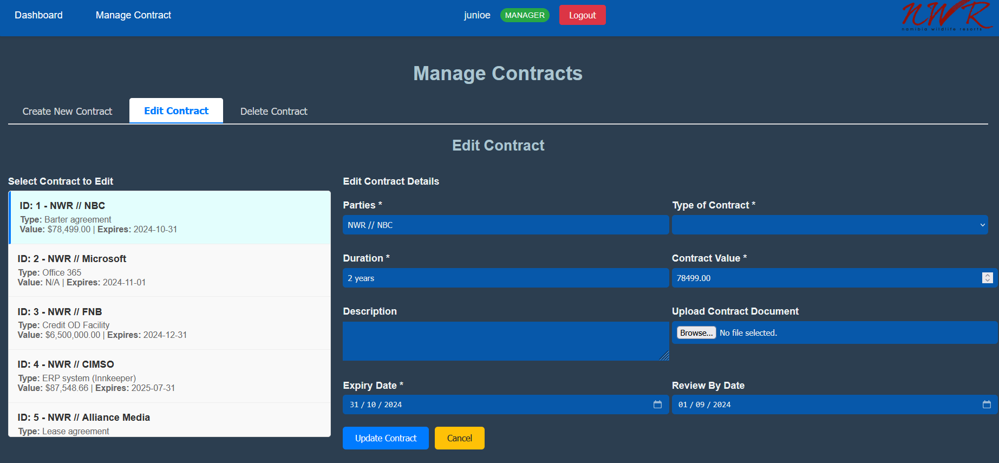 Dashboard
Manage Contract
junioe
MANAGER
Logout
NWR
namibia wildlife resorts
Manage Contracts
Create New Contract
Edit Contract
Delete Contract
Edit Contract
Select Contract to Edit
ID: 1 - NWR // NBC
Type: Barter agreement
Value: $78,499.00 | Expires: 2024-10-31
ID: 2 - NWR // Microsoft
Type: Office 365
Value: N/A | Expires: 2024-11-01
ID: 3 - NWR // FNB
Type: Credit OD Facility
Value: $6,500,000.00 | Expires: 2024-12-31
ID: 4 - NWR // CIMSO
Type: ERP system (Innkeeper)
Value: $87,548.66 | Expires: 2025-07-31
ID: 5 - NWR // Alliance Media
Type: Lease agreement
Edit Contract Details
Parties *
NWR // NBC
Type of Contract *
Duration *
2 years
Contract Value *
78499.00
Description
Upload Contract Document
Browse... No file selected.
Expiry Date *
31 / 10 / 2024
Review By Date
01 / 09 / 2024
Update Contract
Cancel